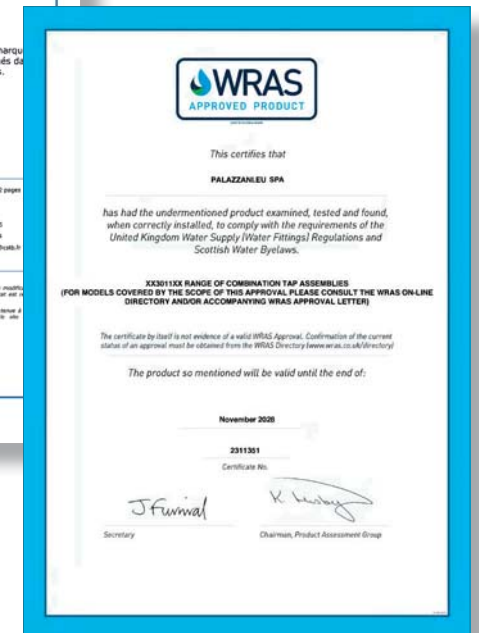 WRAS
APPROVED PRODUCT
This certifies that
PALAZZANI.EU SPA
has had the undermentioned product examined, tested and found,
when correctly installed, to comply with the requirements of the
United Kingdom Water Supply (Water Fittings) Regulations and
Scottish Water Byelaws.
XX3011XX RANGE OF COMBINATION TAP ASSEMBLIES
(FOR MODELS COVERED BY THE SCOPE OF THIS APPROVAL PLEASE CONSULT THE WRAS ON-LINE
DIRECTORY AND/OR ACCOMPANYING WRAS APPROVAL LETTER)
The certificate by itself is not evidence of a valid WRAS Approval. Confirmation of the current
status of an approval must be obtained from the WRAS Directory (www.wras.co.uk/directory)
The product so mentioned will be valid until the end of:
November 2028
2311351
Certificate No.
J Furnival
Secretary
Chairman, Product Assessment Group
pages